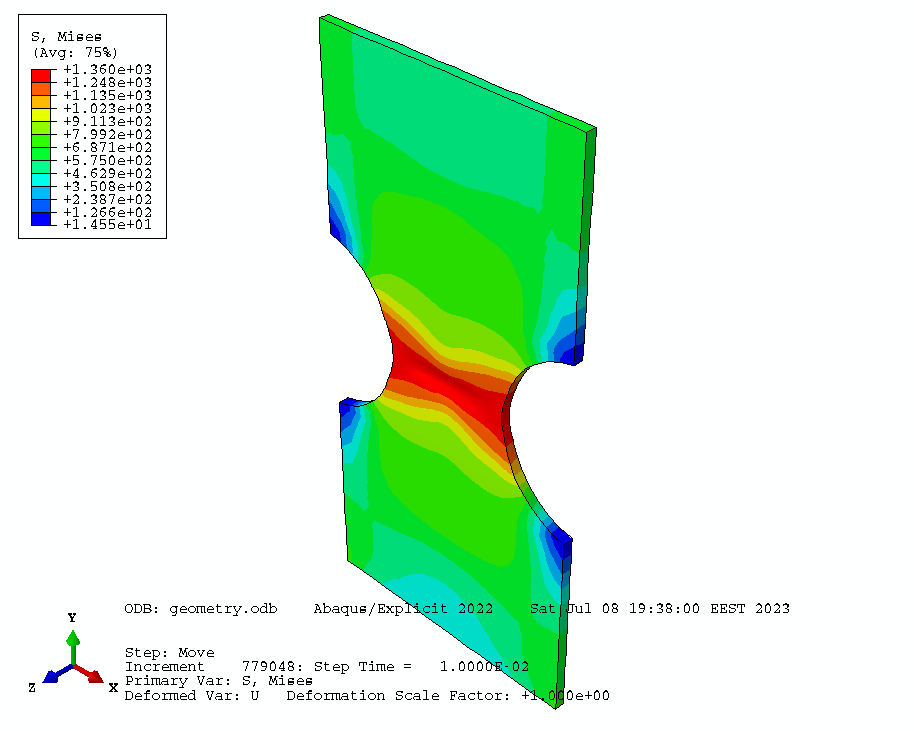 S, Mises
(Avg: 75%)
+1.360e+03
+1.248e+03
+1.135e+03
+1.023e+03
+9.113e+02
+7.992e+02
+6.871e+02
+5.750e+02
+4.629e+02
+3.508e+02
+2.387e+02
+1.266e+02
+1.455e+01
ODB: geometry.odb    Abaqus/Explicit 2022    Sat Jul 08 19:38:00 EEST 2023
Y
Z
X
Step: Move
Increment    779048: Step Time =   1.0000E-02
Primary Var: S, Mises
Deformed Var: U   Deformation Scale Factor: +1.000e+00